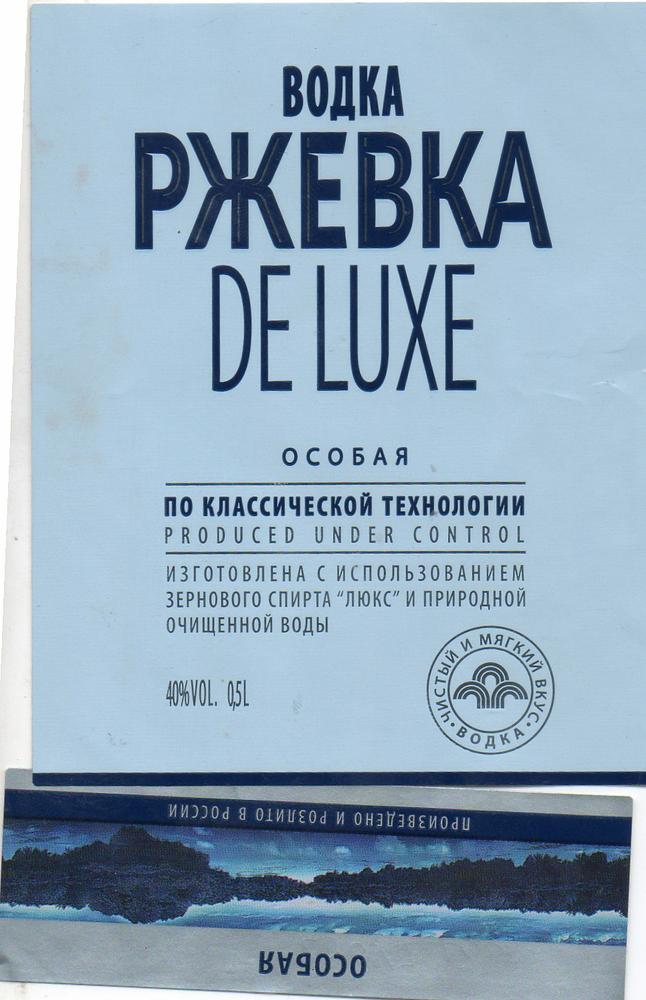 ВОДКА
РЖЕВКА
DE LUXE
ОСОБАЯ
ПО КЛАССИЧЕСКОЙ ТЕХНОЛОГИИ
PRODUCED UNDER CONTROL
ИЗГОТОВЛЕНА С ИСПОЛЬЗОВАНИЕМ
ЗЕРНОВОГО СПИРТА "ЛЮКС" И ПРИРОДНОЙ
ОЧИЩЕННОЙ ВОДЫ
40%VOL. 0,5L
ЧИСТЫЙ И МЯГКИЙ ВКУС
• ВОДКА •
ПРОИЗВЕДЕНО И РОЗЛИТО В РОССИИ
ОСОБАЯ